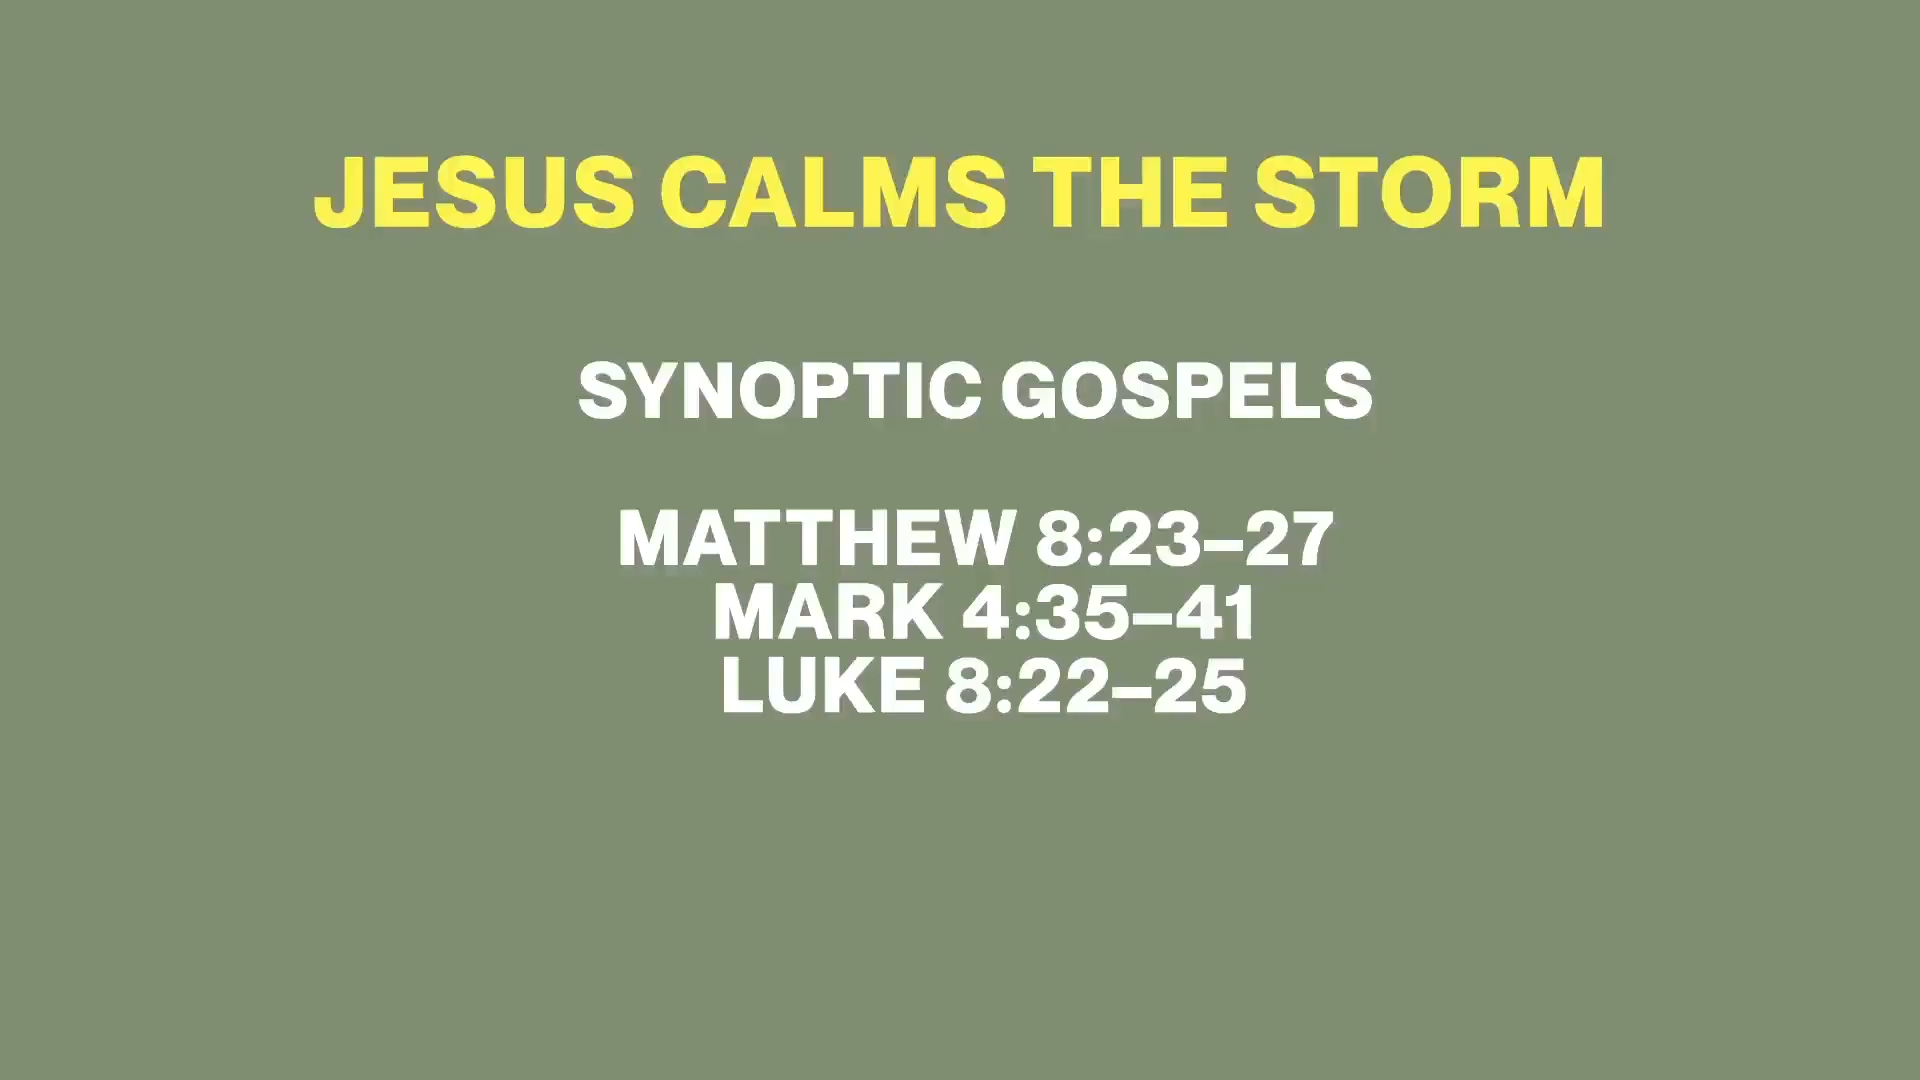 JESUS CALMS THE STORM
SYNOPTIC GOSPELS
MATTHEW 8:23–27
MARK 4:35–41
LUKE 8:22–25